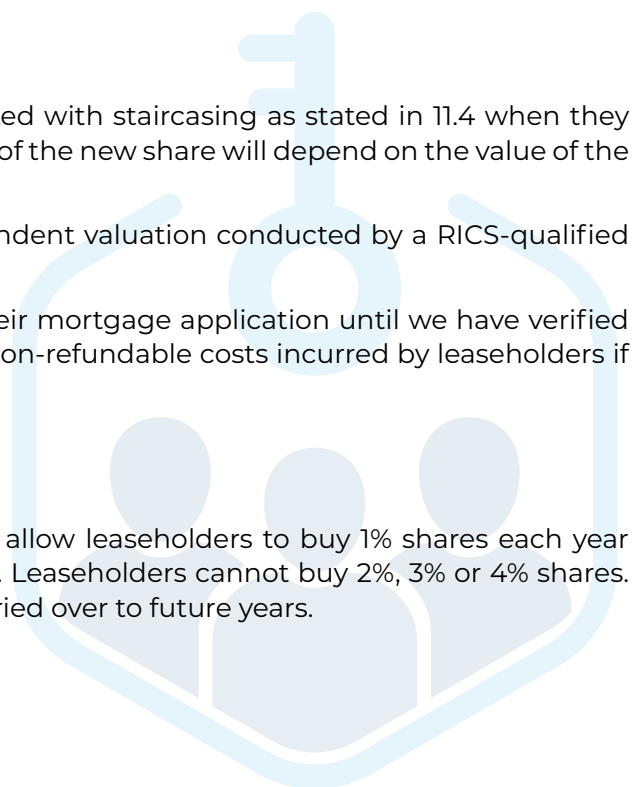 ed with staircasing as stated in 11.4 when they
of the new share will depend on the value of the
ndent valuation conducted by a RICS-qualified
eir mortgage application until we have verified
on-refundable costs incurred by leaseholders if
allow leaseholders to buy 1% shares each year
. Leaseholders cannot buy 2%, 3% or 4% shares.
ried over to future years.